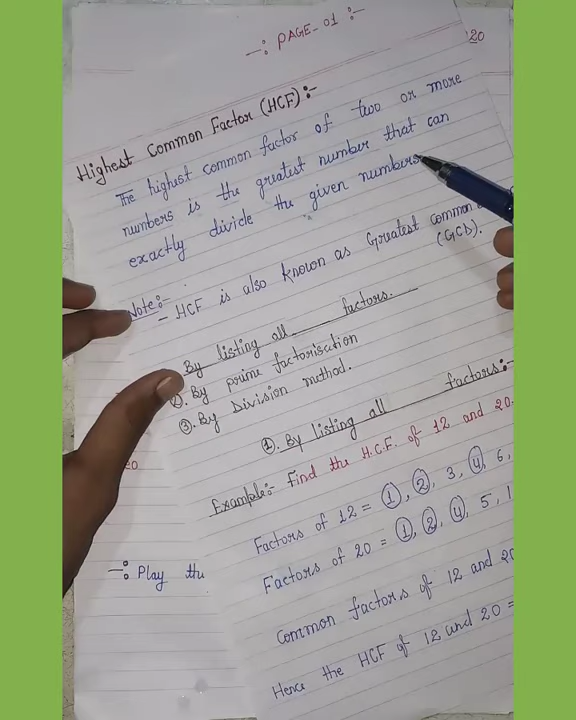 -: PAGE-01 :-
20
Highest Common Factor (HCF):-
The highest common factor of two or more
numbers is the greatest number that can
exactly divide the given numbers
Note:-
- HCF is also known as Greatest common
(GCD).
By listing all factors.
②. By prime factorisation
③. By Division method.
①. By listing all factors:-
Example:- Find the H.C.F. of 12 and 20.
Factors of 12 = ①, ②, 3, ④, 6,
Factors of 20 = ①, ②, ④, 5, 1
Common factors of 12 and 20
Hence the HCF of 12 and 20 =
-: Play the